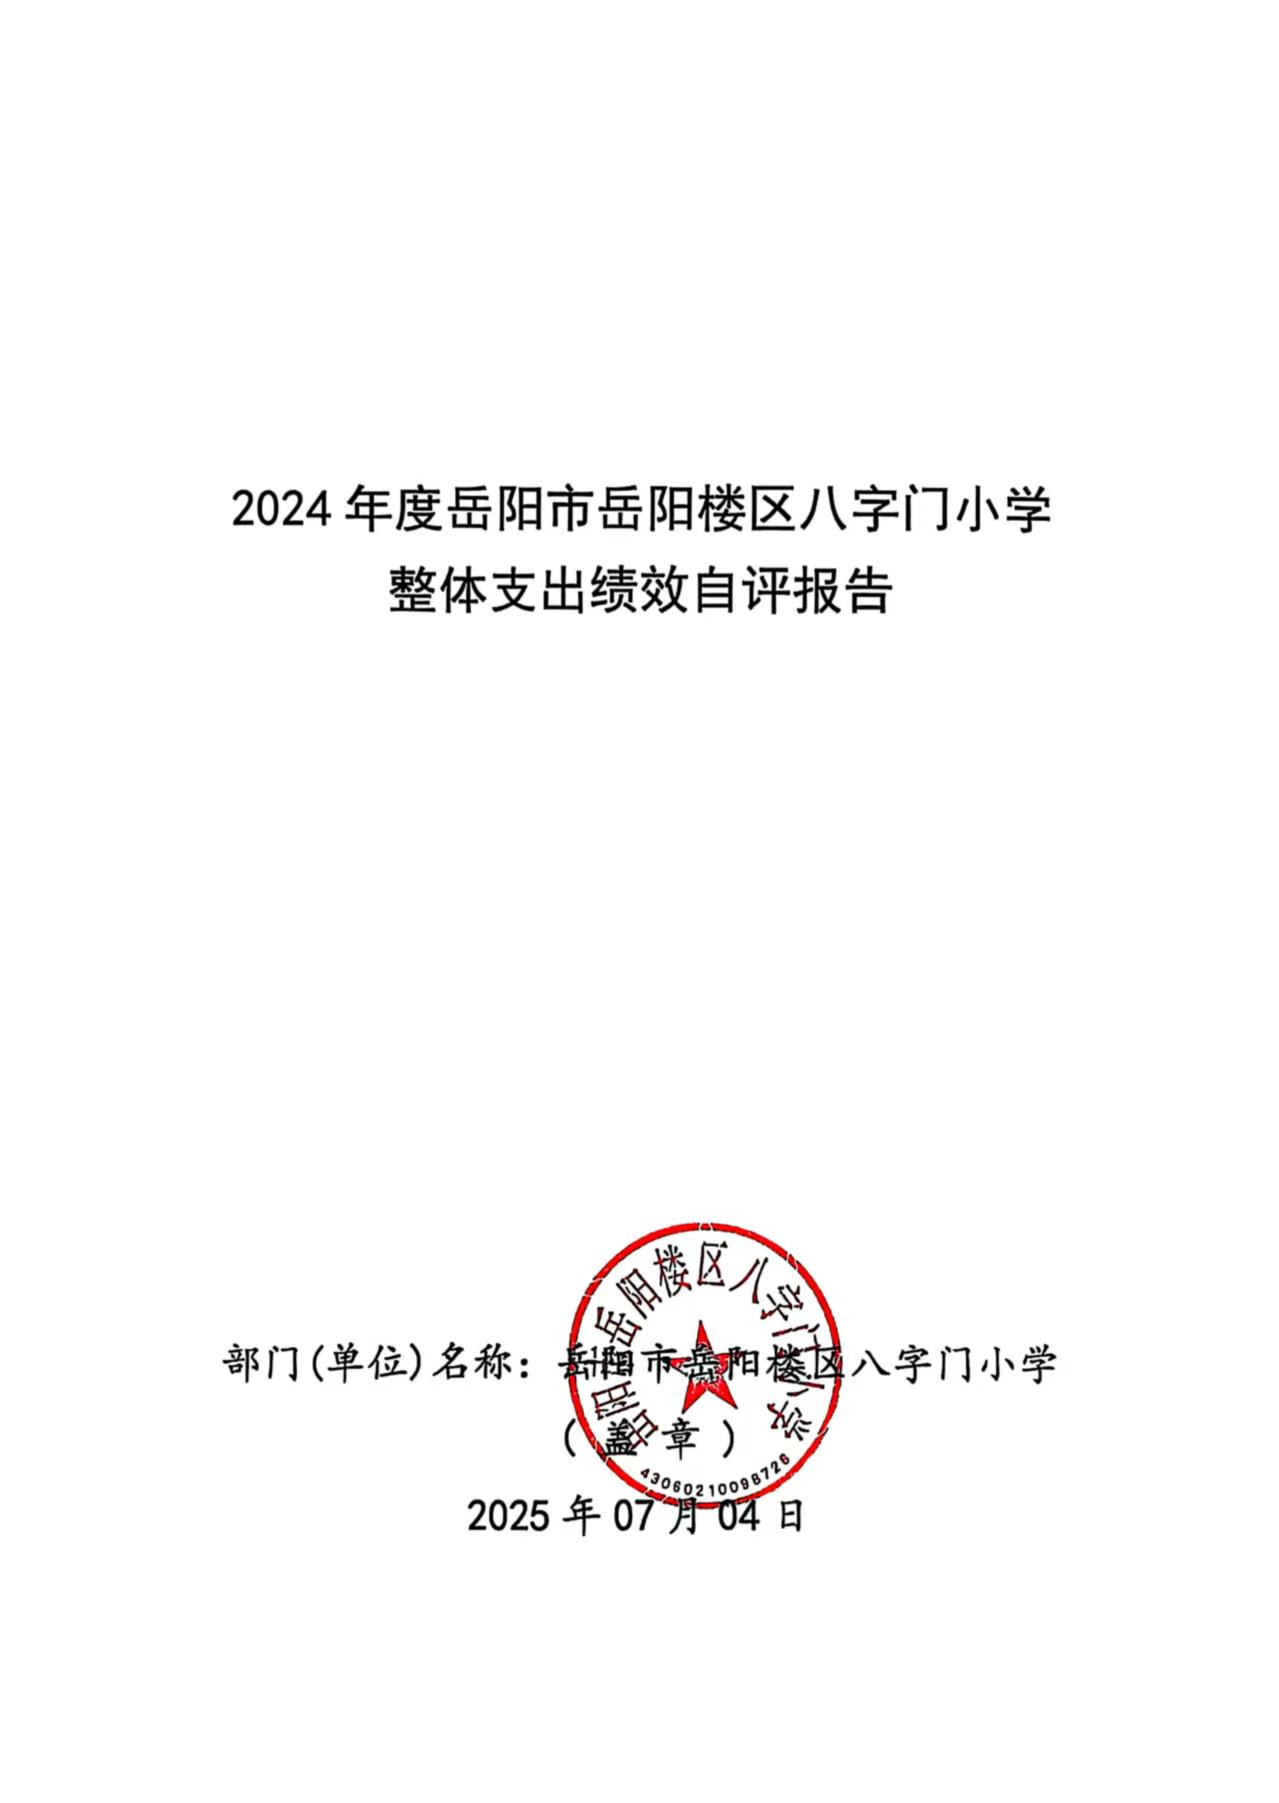 2024年度岳阳市岳阳楼区八字门小学
整体支出绩效自评报告
岳阳市岳阳楼区八字门小学
部门(单位)名称：岳阳市岳阳楼区八字门小学
(盖章)
43060210098726
2025年07月04日